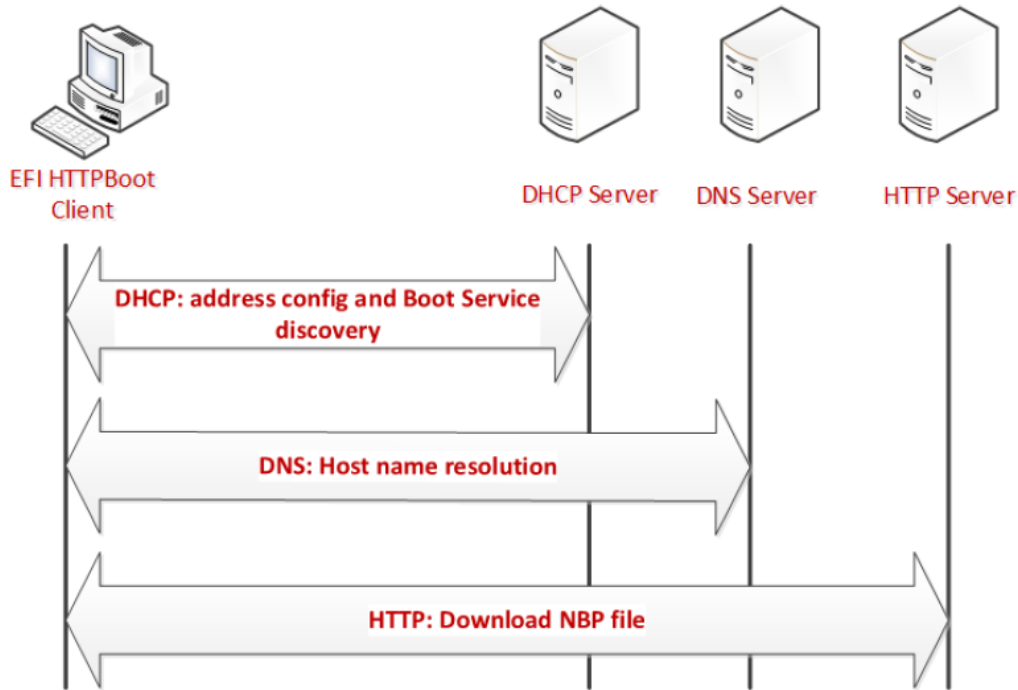 EFI HTTPBoot
Client
DHCP Server
DNS Server
HTTP Server
DHCP: address config and Boot Service
discovery
DNS: Host name resolution
HTTP: Download NBP file